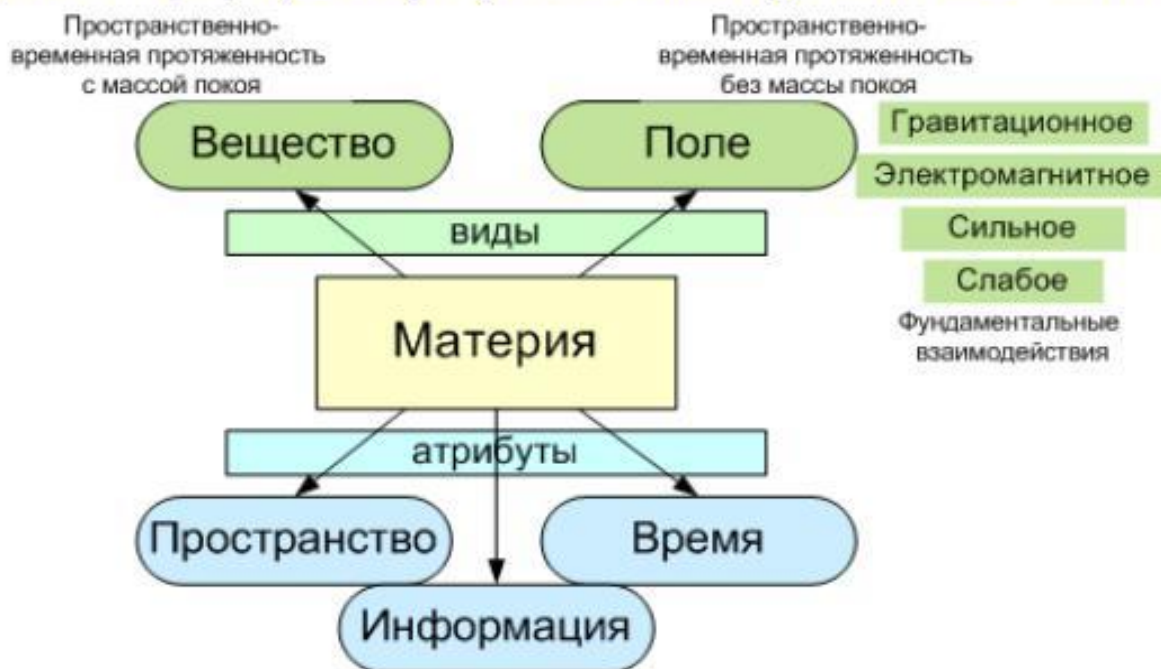 Пространственно-
временная протяженность
с массой покоя
Пространственно-
временная протяженность
без массы покоя
Вещество
Поле
Гравитационное
Электромагнитное
Сильное
Слабое
Фундаментальные
взаимодействия
виды
Материя
атрибуты
Пространство
Время
Информация